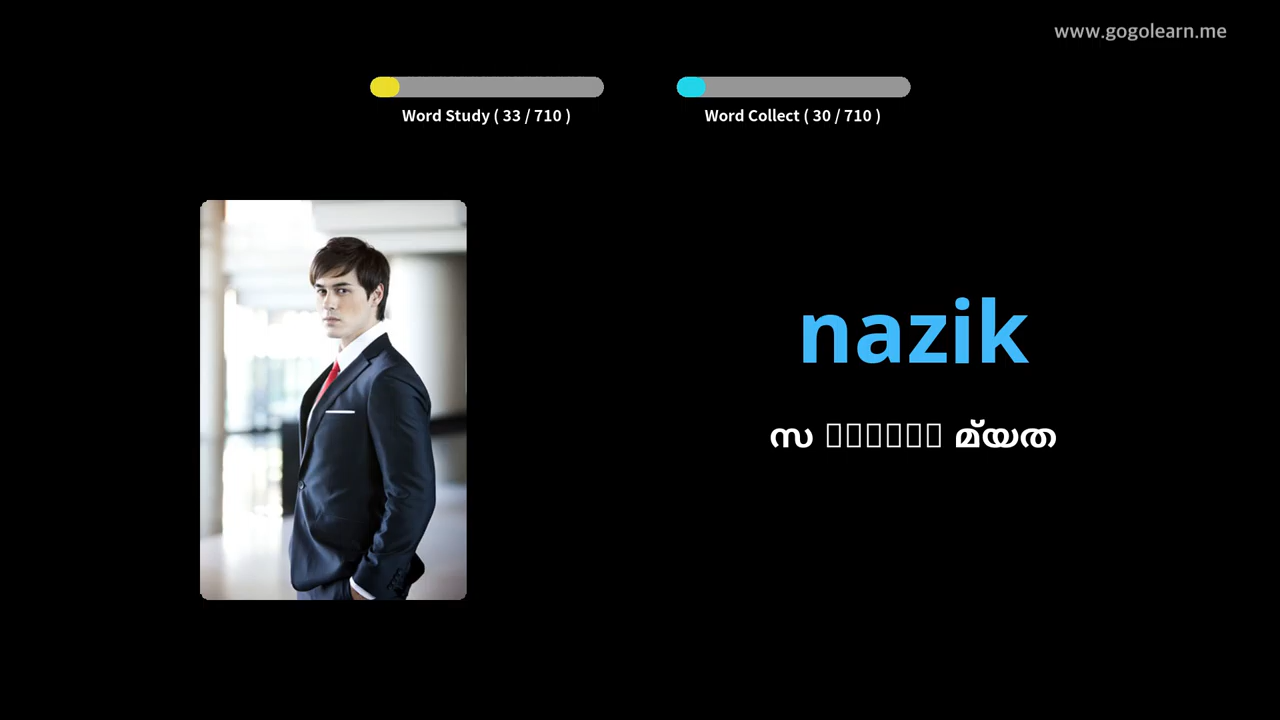 www.gogolearn.me
Word Study ( 33 / 710 )
Word Collect ( 30 / 710 )
nazik
സ മ്യത